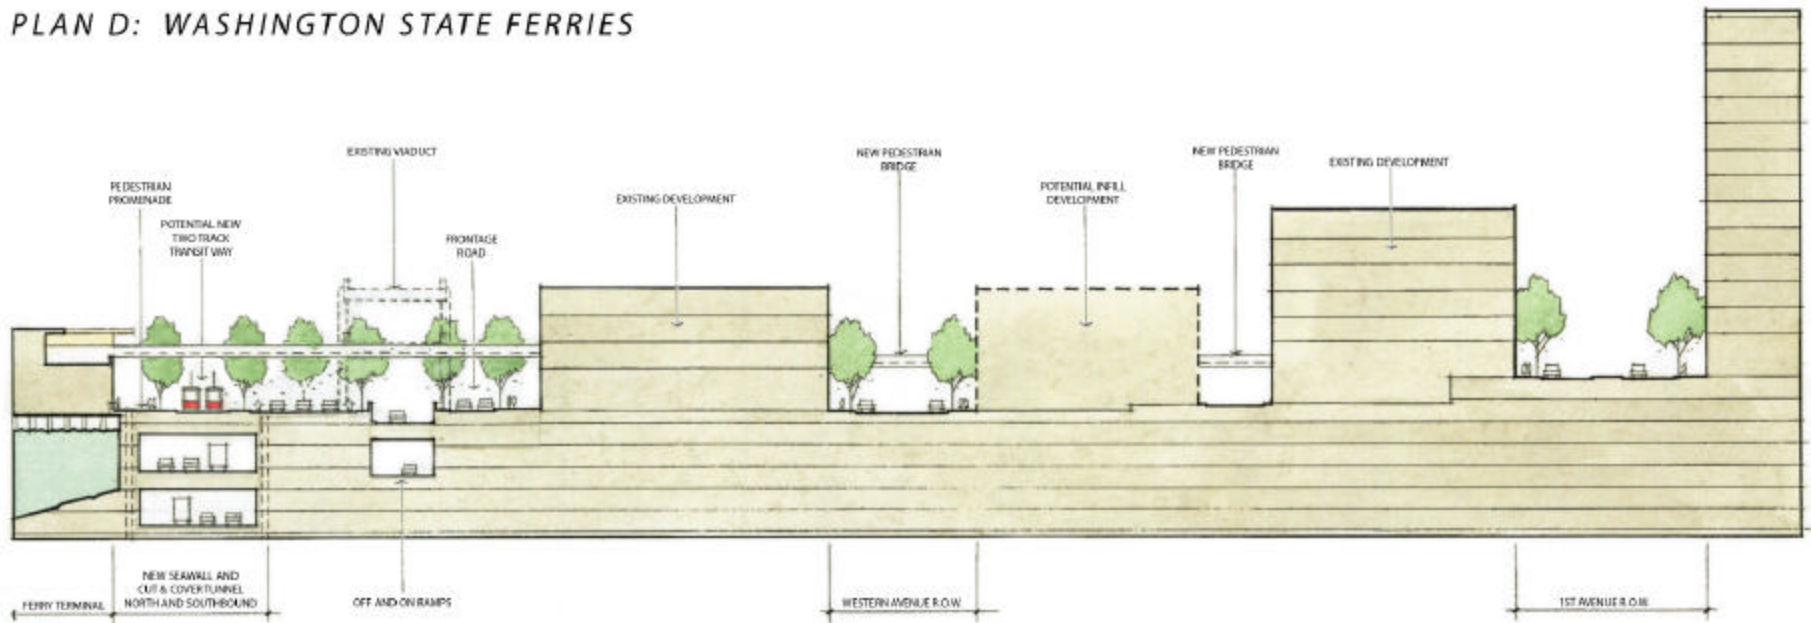 PLAN D: WASHINGTON STATE FERRIES
EXISTING VIADUCT
NEW PEDESTRIAN
BRIDGE
NEW PEDESTRIAN
BRIDGE
EXISTING DEVELOPMENT
PEDESTRIAN
PROMENADE
POTENTIAL INFILL
DEVELOPMENT
EXISTING DEVELOPMENT
POTENTIAL NEW
TWO TRACK
TRANSIT WAY
FRONTAGE
ROAD
NEW SEAWALL AND
CUT & COVER TUNNEL
NORTH AND SOUTHBOUND
FERRY TERMINAL
OFF AND ON RAMPS
WESTERN AVENUE R.O.W.
1ST AVENUE R.O.W.